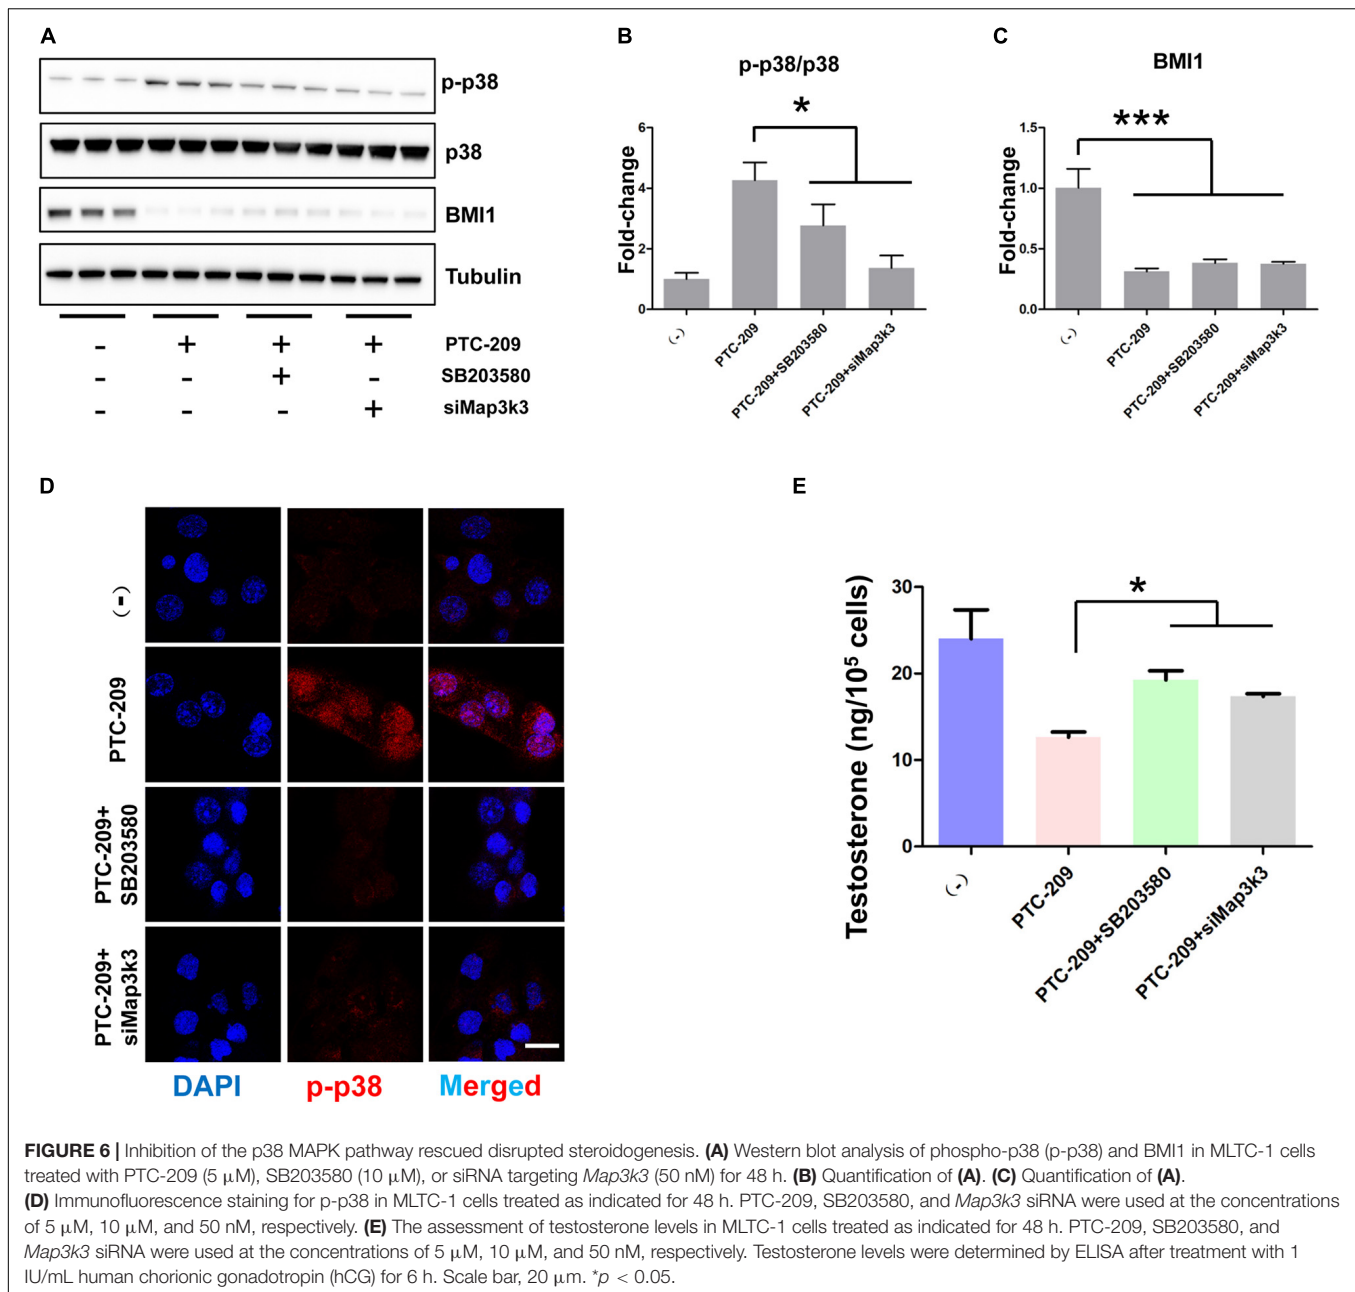 A
p-p38
p38
BMI1
Tubulin
- + + + PTC-209
- - + - SB203580
- - - + siMap3k3
B
p-p38/p38
*
Fold-change
6
4
2
0
(-)
PTC-209
PTC-209+SB203580
PTC-209+siMap3k3
C
BMI1
***
Fold-change
1.5
1.0
0.5
0.0
(-)
PTC-209
PTC-209+SB203580
PTC-209+siMap3k3
D
(-)
PTC-209
PTC-209+
SB203580
PTC-209+
siMap3k3
DAPI p-p38 Merged
E
*
Testosterone (ng/10⁵ cells)
30
20
10
0
(-)
PTC-209
PTC-209+SB203580
PTC-209+siMap3k3
FIGURE 6 | Inhibition of the p38 MAPK pathway rescued disrupted steroidogenesis. (A) Western blot analysis of phospho-p38 (p-p38) and BMI1 in MLTC-1 cells
treated with PTC-209 (5 μM), SB203580 (10 μM), or siRNA targeting Map3k3 (50 nM) for 48 h. (B) Quantification of (A). (C) Quantification of (A).
(D) Immunofluorescence staining for p-p38 in MLTC-1 cells treated as indicated for 48 h. PTC-209, SB203580, and Map3k3 siRNA were used at the concentrations
of 5 μM, 10 μM, and 50 nM, respectively. (E) The assessment of testosterone levels in MLTC-1 cells treated as indicated for 48 h. PTC-209, SB203580, and
Map3k3 siRNA were used at the concentrations of 5 μM, 10 μM, and 50 nM, respectively. Testosterone levels were determined by ELISA after treatment with 1
IU/mL human chorionic gonadotropin (hCG) for 6 h. Scale bar, 20 μm. *p < 0.05.